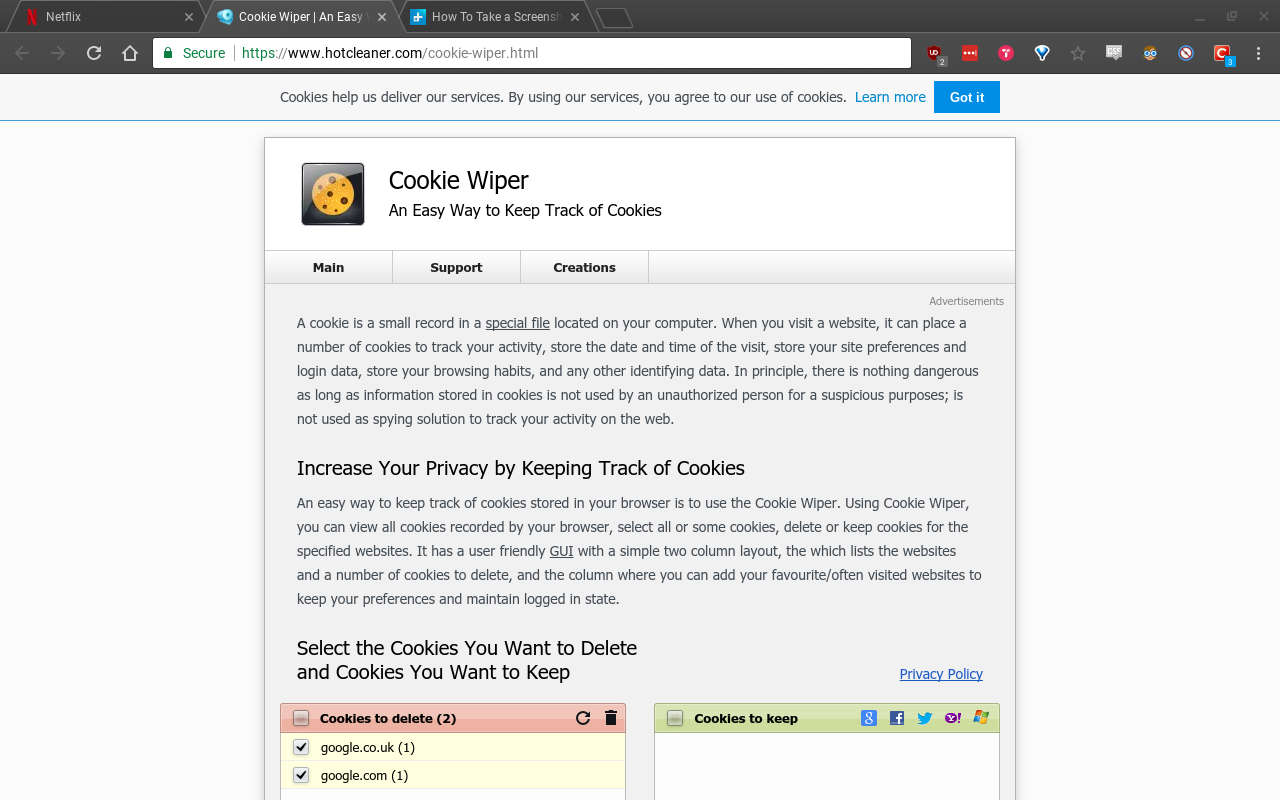 Netflix
Cookie Wiper | An Easy
How To Take a Screensh
Secure https://www.hotcleaner.com/cookie-wiper.html
UD 2 CSS C 3
Cookies help us deliver our services. By using our services, you agree to our use of cookies. Learn more Got it
Cookie Wiper
An Easy Way to Keep Track of Cookies
Main Support Creations
Advertisements
A cookie is a small record in a special file located on your computer. When you visit a website, it can place a
number of cookies to track your activity, store the date and time of the visit, store your site preferences and
login data, store your browsing habits, and any other identifying data. In principle, there is nothing dangerous
as long as information stored in cookies is not used by an unauthorized person for a suspicious purposes; is
not used as spying solution to track your activity on the web.
Increase Your Privacy by Keeping Track of Cookies
An easy way to keep track of cookies stored in your browser is to use the Cookie Wiper. Using Cookie Wiper,
you can view all cookies recorded by your browser, select all or some cookies, delete or keep cookies for the
specified websites. It has a user friendly GUI with a simple two column layout, the which lists the websites
and a number of cookies to delete, and the column where you can add your favourite/often visited websites to
keep your preferences and maintain logged in state.
Select the Cookies You Want to Delete
and Cookies You Want to Keep
Privacy Policy
Cookies to delete (2)
google.co.uk (1)
google.com (1)
Cookies to keep